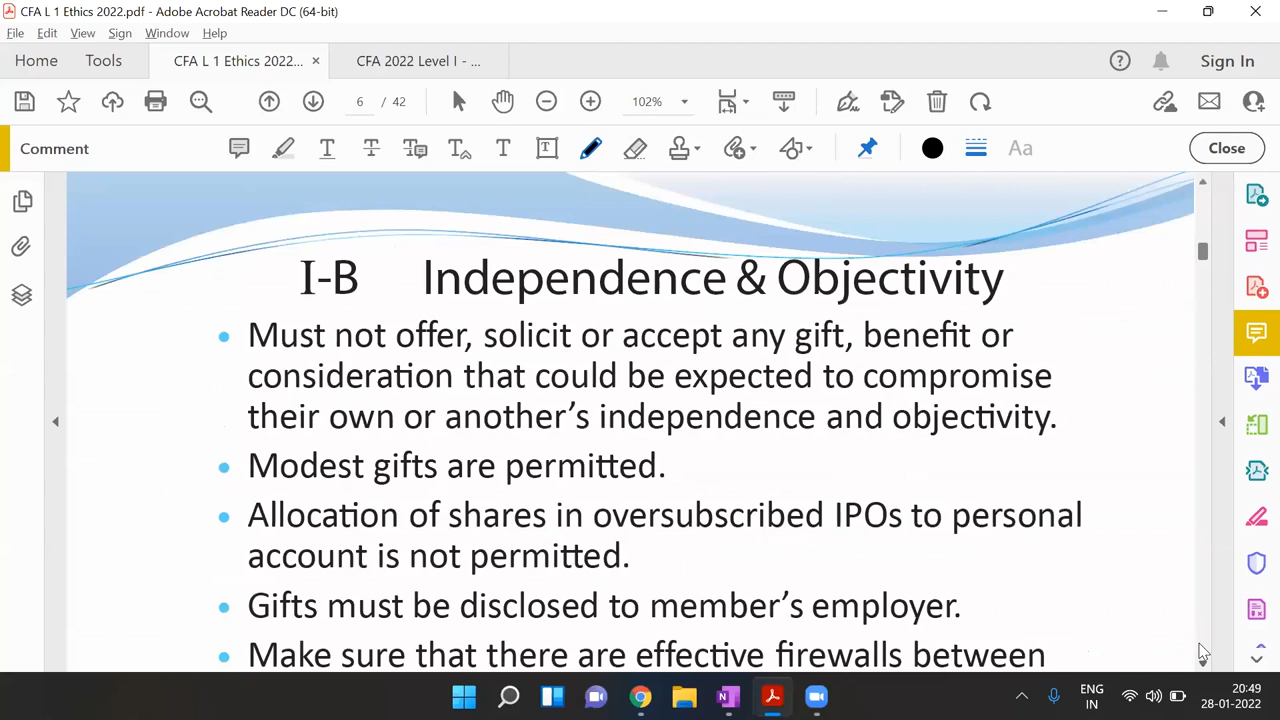 CFA L 1 Ethics 2022.pdf - Adobe Acrobat Reader DC (64-bit)
File Edit View Sign Window Help
Home Tools CFA L 1 Ethics 2022... × CFA 2022 Level I - ... Sign In
6 / 42 102%
Comment Aa Close
I-B Independence & Objectivity
• Must not offer, solicit or accept any gift, benefit or
consideration that could be expected to compromise
their own or another’s independence and objectivity.
• Modest gifts are permitted.
• Allocation of shares in oversubscribed IPOs to personal
account is not permitted.
• Gifts must be disclosed to member’s employer.
• Make sure that there are effective firewalls between
ENG 20:49
IN 28-01-2022